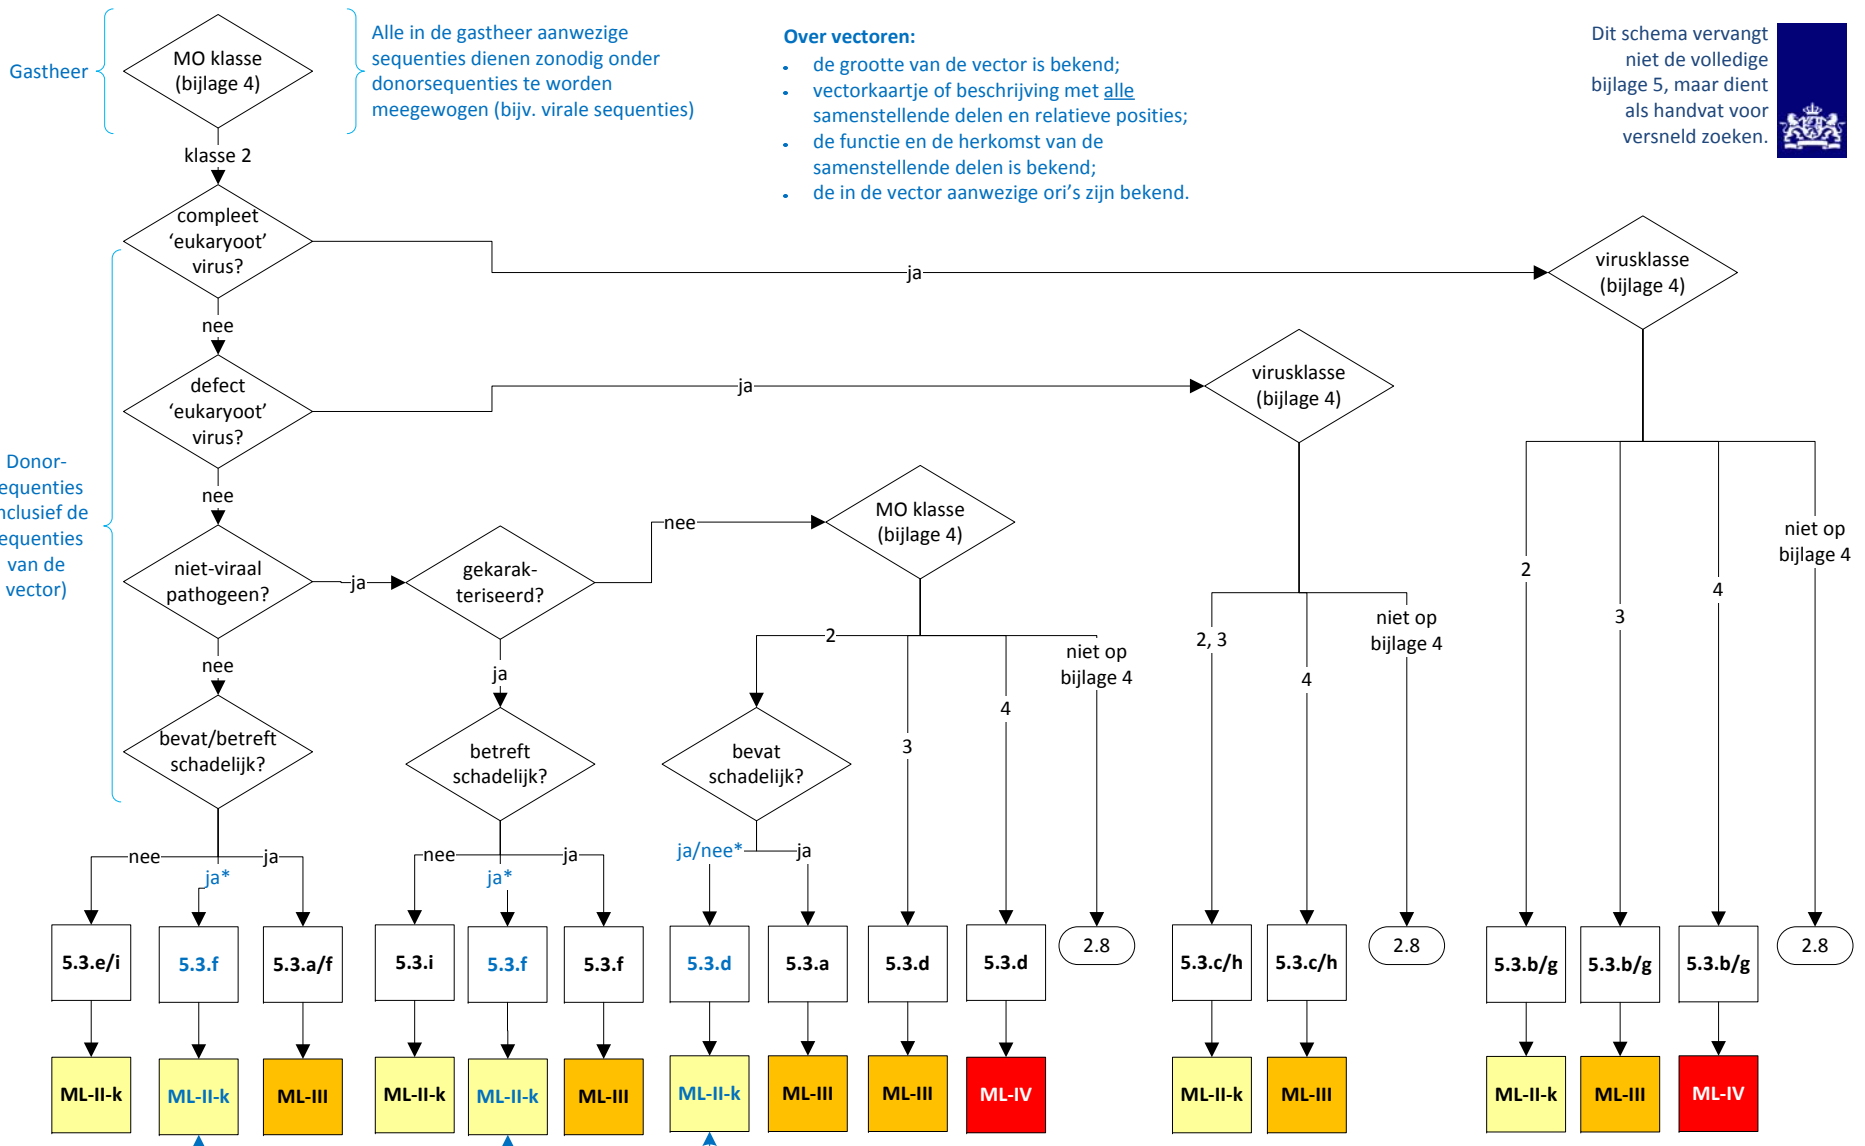 Gastheer
MO klasse
(bijlage 4)
Alle in de gastheer aanwezige
sequenties dienen zonodig onder
donorsequenties te worden
meegewogen (bijv. virale sequenties)
Over vectoren:
• de grootte van de vector is bekend;
• vectorkaartje of beschrijving met alle
samenstellende delen en relatieve posities;
• de functie en de herkomst van de
samenstellende delen is bekend;
• de in de vector aanwezige ori's zijn bekend.
Dit schema vervangt
niet de volledige
bijlage 5, maar dient
als handvat voor
versneld zoeken.
klasse 2
compleet
‘eukaryoot’
virus?
ja
virusklasse
(bijlage 4)
nee
defect
‘eukaryoot’
virus?
ja
virusklasse
(bijlage 4)
Donor-
equenties
nclusief de
equenties
van de
vector)
nee
niet-viraal
pathogeen?
ja
gekarak-
teriseerd?
nee
MO klasse
(bijlage 4)
2
3
4
niet op
bijlage 4
2, 3
4
niet op
bijlage 4
2
3
4
niet op
bijlage 4
nee
ja
bevat/betreft
schadelijk?
betreft
schadelijk?
bevat
schadelijk?
nee
ja*
ja
nee
ja*
ja
ja/nee*
ja
5.3.e/i
5.3.f
5.3.a/f
5.3.i
5.3.f
5.3.f
5.3.d
5.3.a
5.3.d
5.3.d
2.8
5.3.c/h
5.3.c/h
2.8
5.3.b/g
5.3.b/g
5.3.b/g
2.8
ML-II-k
ML-II-k
ML-III
ML-II-k
ML-II-k
ML-III
ML-II-k
ML-III
ML-III
ML-IV
ML-II-k
ML-III
ML-II-k
ML-III
ML-IV